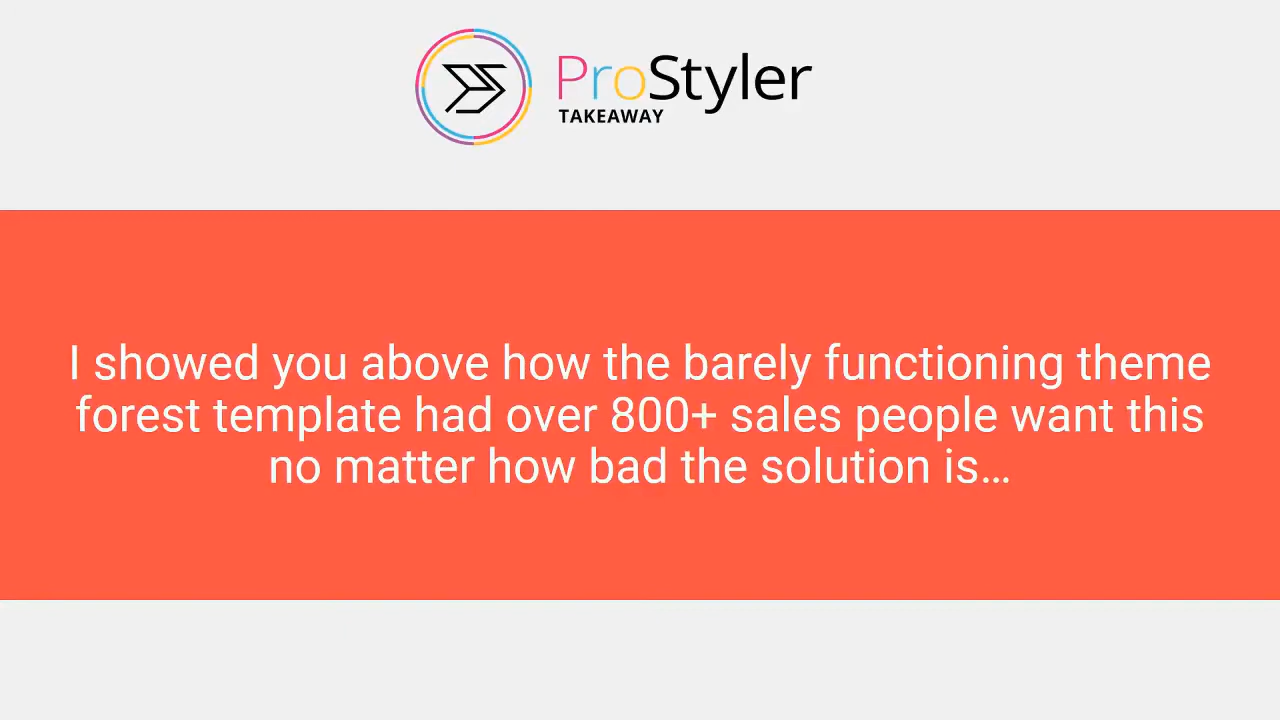 ProStyler
TAKEAWAY
I showed you above how the barely functioning theme
forest template had over 800+ sales people want this
no matter how bad the solution is...